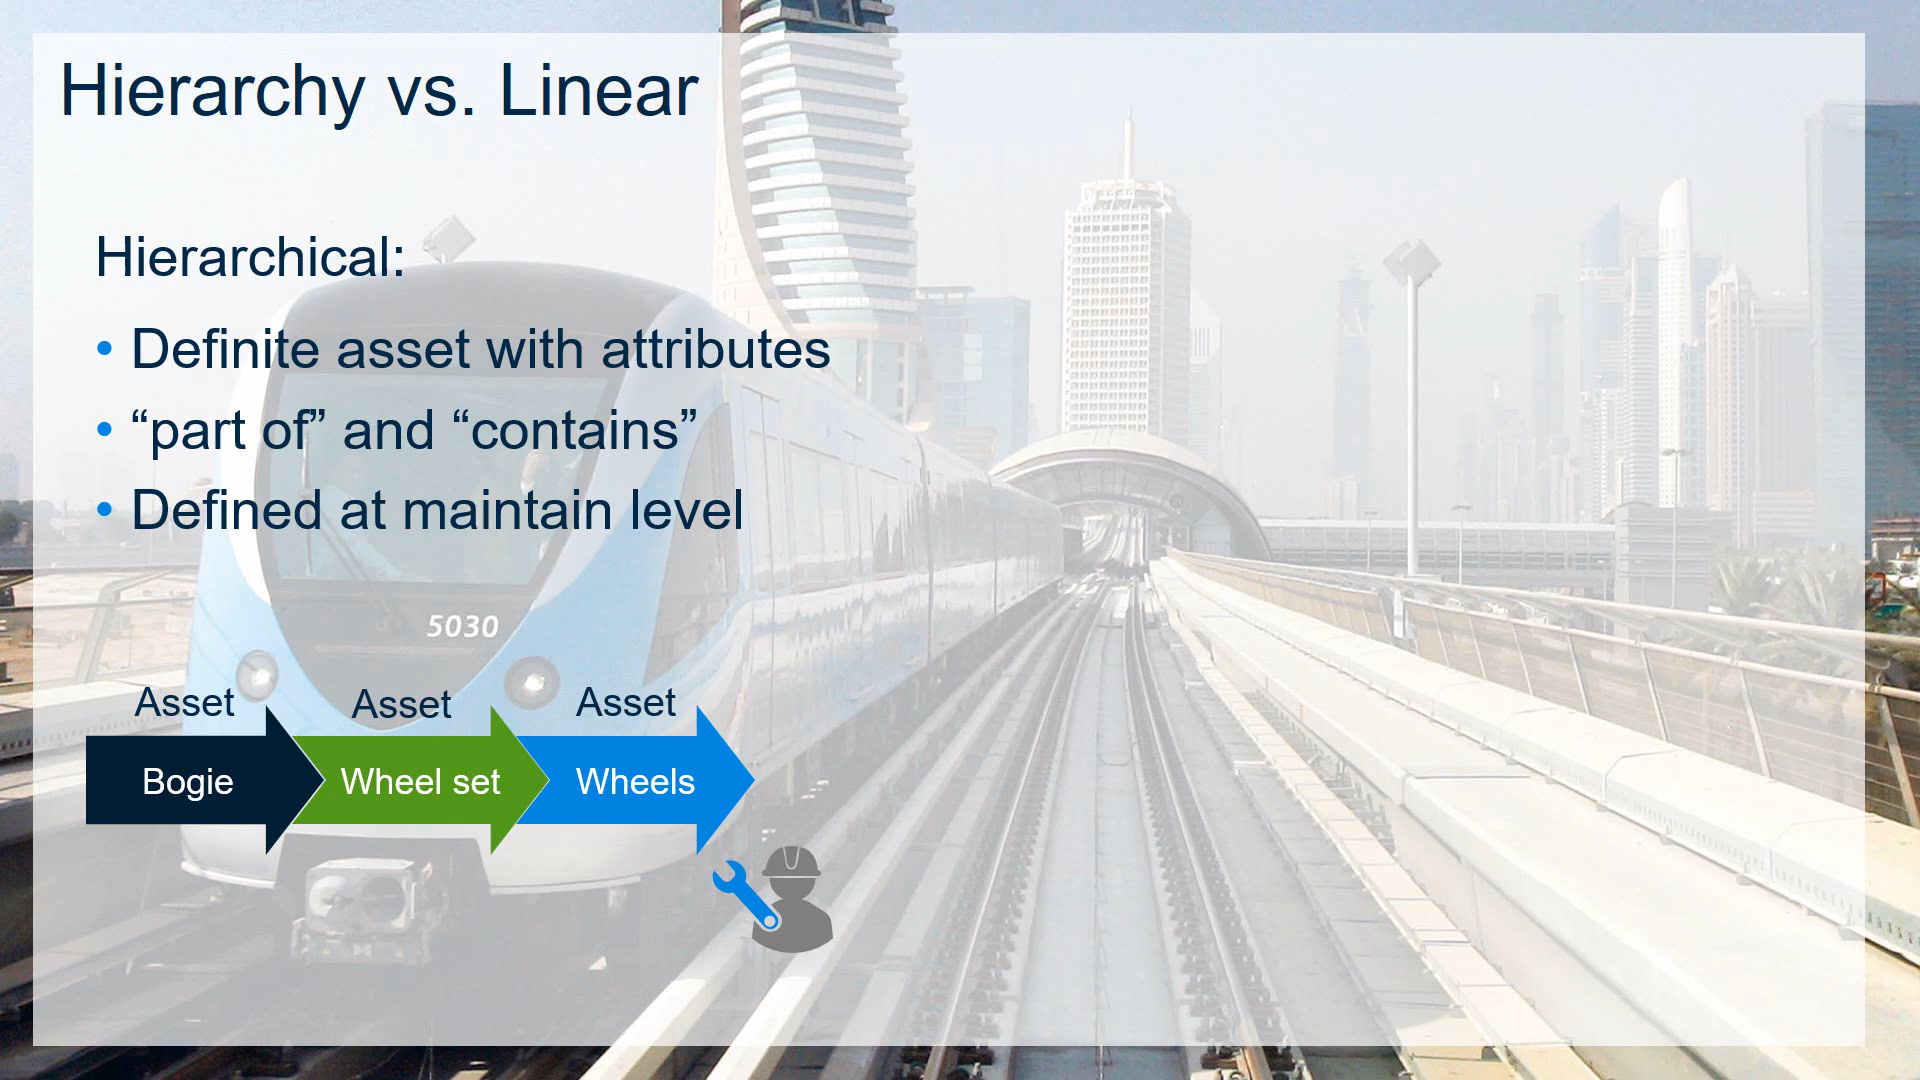 Hierarchy vs. Linear
Hierarchical:
• Definite asset with attributes
• “part of” and “contains”
• Defined at maintain level
5030
Asset Asset Asset
Bogie Wheel set Wheels